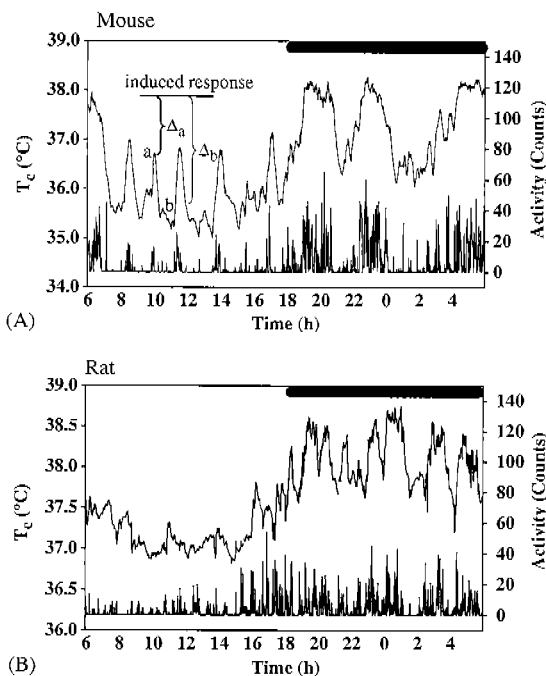 Mouse
39.0
38.0
37.0
36.0
35.0
34.0
Tc (°C)
induced response
Δa
a
Δb
b
140
120
100
80
60
40
20
0
Activity (Counts)
6 8 10 12 14 16 18 20 22 0 2 4
Time (h)
(A)
Rat
39.0
38.5
38.0
37.5
37.0
36.5
36.0
Tc (°C)
140
120
100
80
60
40
20
0
Activity (Counts)
6 8 10 12 14 16 18 20 22 0 2 4
Time (h)
(B)